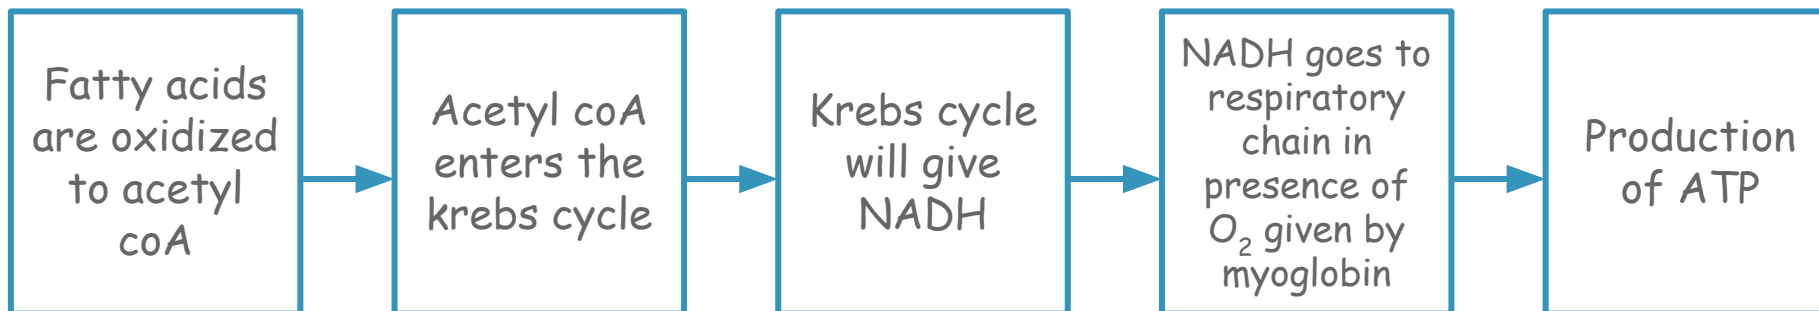 Fatty acids
are oxidized
to acetyl
coA
Acetyl coA
enters the
krebs cycle
Krebs cycle
will give
NADH
NADH goes to
respiratory
chain in
presence of
O₂ given by
myoglobin
Production
of ATP